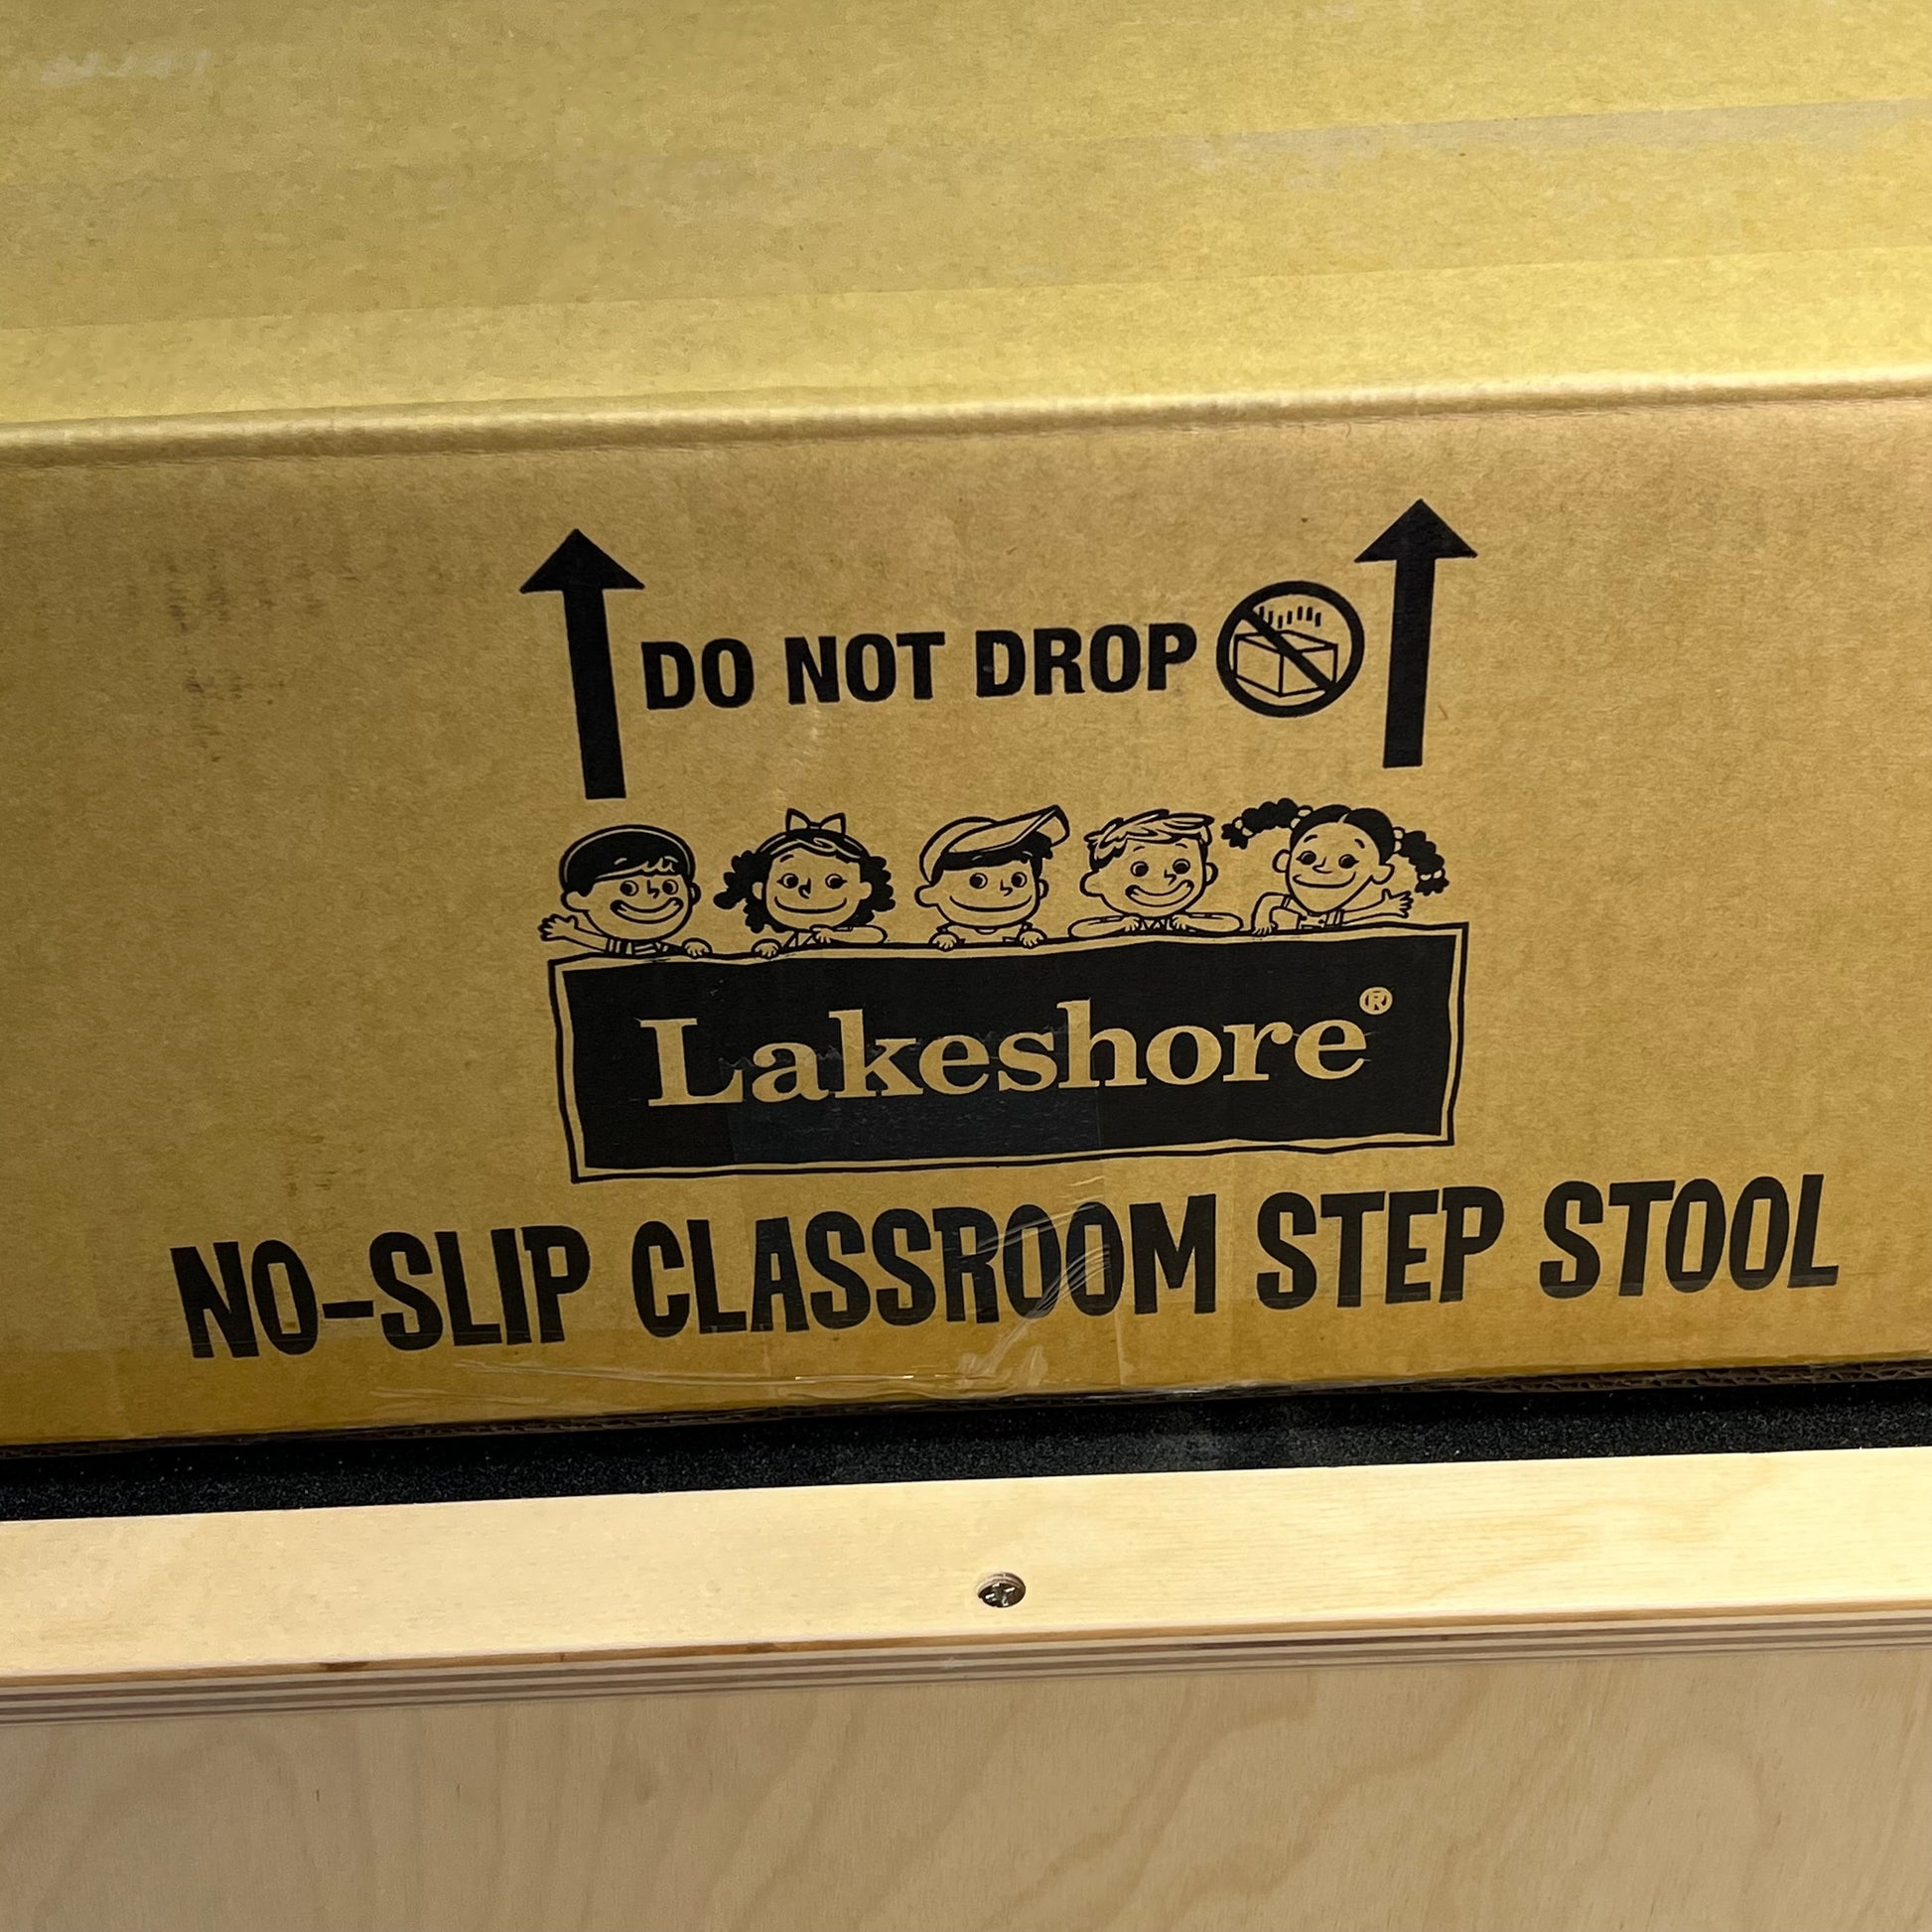 DO NOT DROP
Lakeshore®
NO-SLIP CLASSROOM STEP STOOL